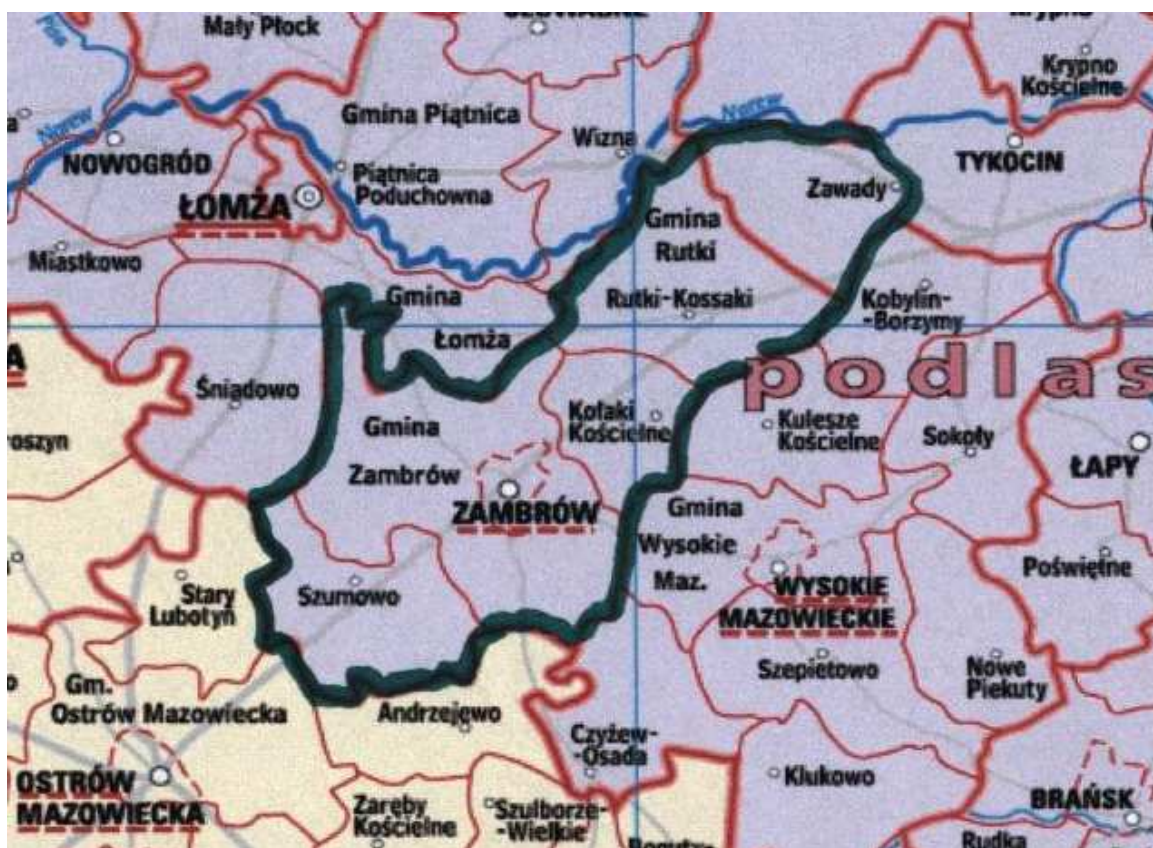 Mały Płock
Krypno
Kościelne
Pisa
Narew
Narew
Gmina Piątnica
Wizna
NOWOGRÓD
Piątnica
Poduchowna
TYKOCIN
ŁOMŻA
Zawady
Gmina
Rutki
Miastkowo
Gmina
Łomża
Rutki-Kossaki
Kobylin-
-Borzymy
podlas
Śniadowo
Gmina
Zambrów
Kołaki
Kościelne
Kulesze
Kościelne
Sokoły
ŁAPY
ZAMBRÓW
Gmina
Wysokie
Maz.
Poświętne
Stary
Lubotyń
Szumowo
WYSOKIE
MAZOWIECKIE
Szepietowo
Nowe
Piekuty
Gm.
Ostrów Mazowiecka
Andrzejewo
Czyżew-
-Osada
OSTRÓW
MAZOWIECKA
Klukowo
BRAŃSK
Zaręby
Kościelne
Szulborze-
-Wielkie
Rudka